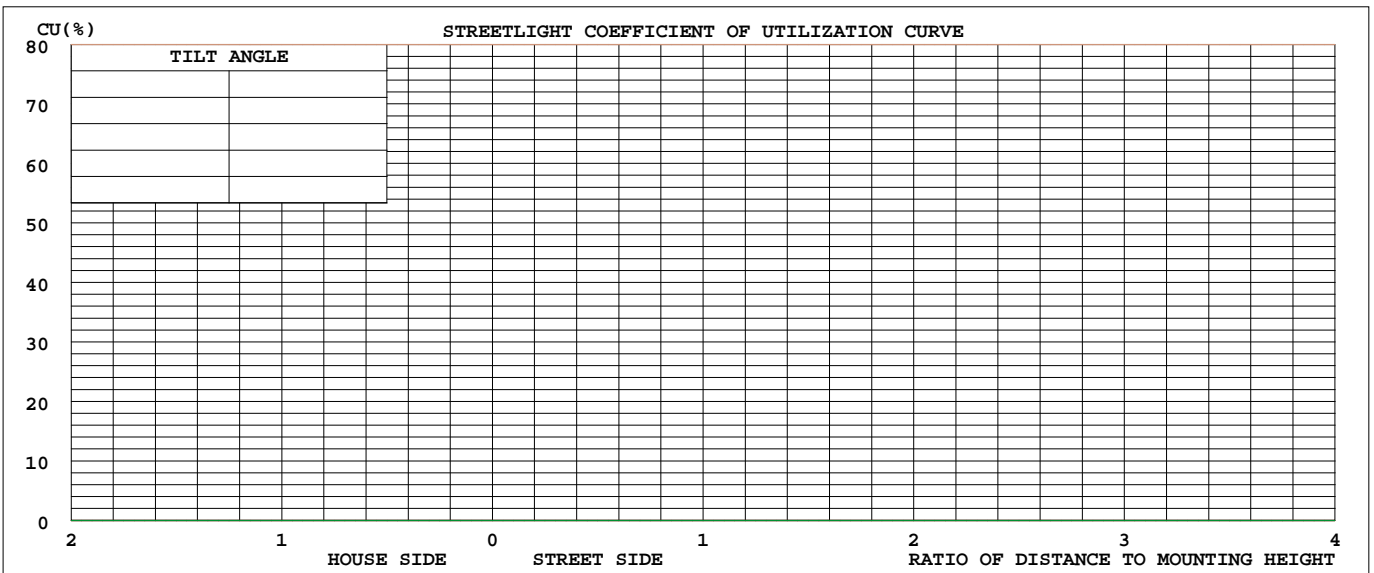 CU(%)
STREETLIGHT COEFFICIENT OF UTILIZATION CURVE
80
TILT ANGLE
70
60
50
40
30
20
10
0
2 1 0 1 2 3 4
HOUSE SIDE STREET SIDE RATIO OF DISTANCE TO MOUNTING HEIGHT